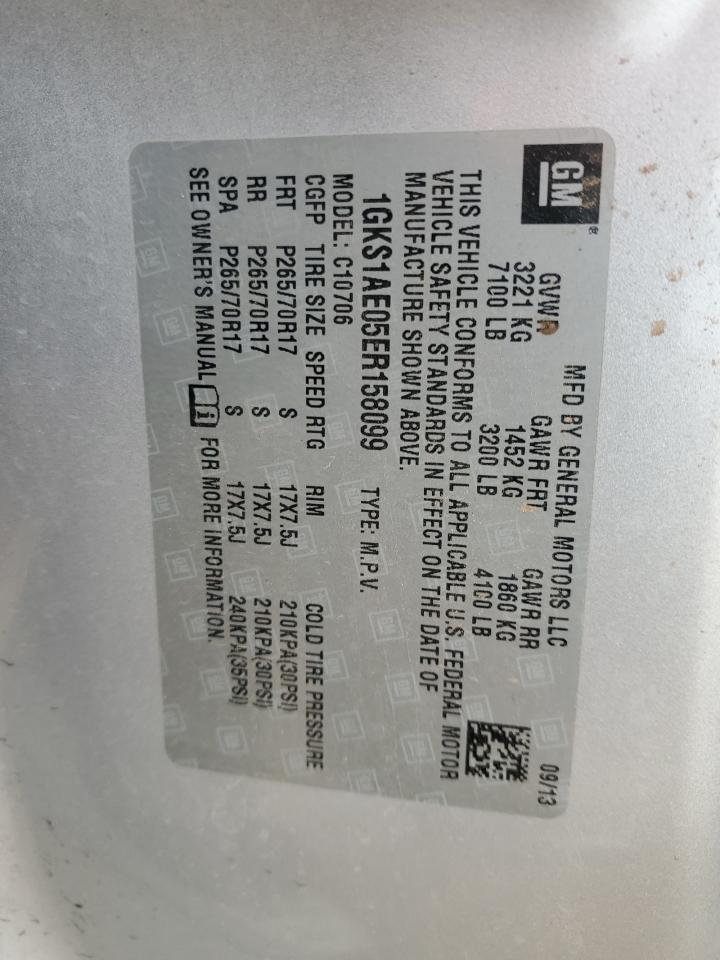 GM
®
MFD BY GENERAL MOTORS LLC 09/13
GVWR GAWR FRT GAWR RR
3221 KG 1452 KG 1860 KG
7100 LB 3200 LB 4100 LB
THIS VEHICLE CONFORMS TO ALL APPLICABLE U.S. FEDERAL MOTOR
VEHICLE SAFETY STANDARDS IN EFFECT ON THE DATE OF
MANUFACTURE SHOWN ABOVE.
1GKS1AE05ER158099 TYPE: M.P.V.
MODEL: C10706
CGFP TIRE SIZE SPEED RTG RIM COLD TIRE PRESSURE
FRT P265/70R17 S 17X7.5J 210KPA(30PSI)
RR P265/70R17 S 17X7.5J 210KPA(30PSI)
SPA P265/70R17 S 17X7.5J 240KPA(35PSI)
SEE OWNER'S MANUAL i FOR MORE INFORMATION.